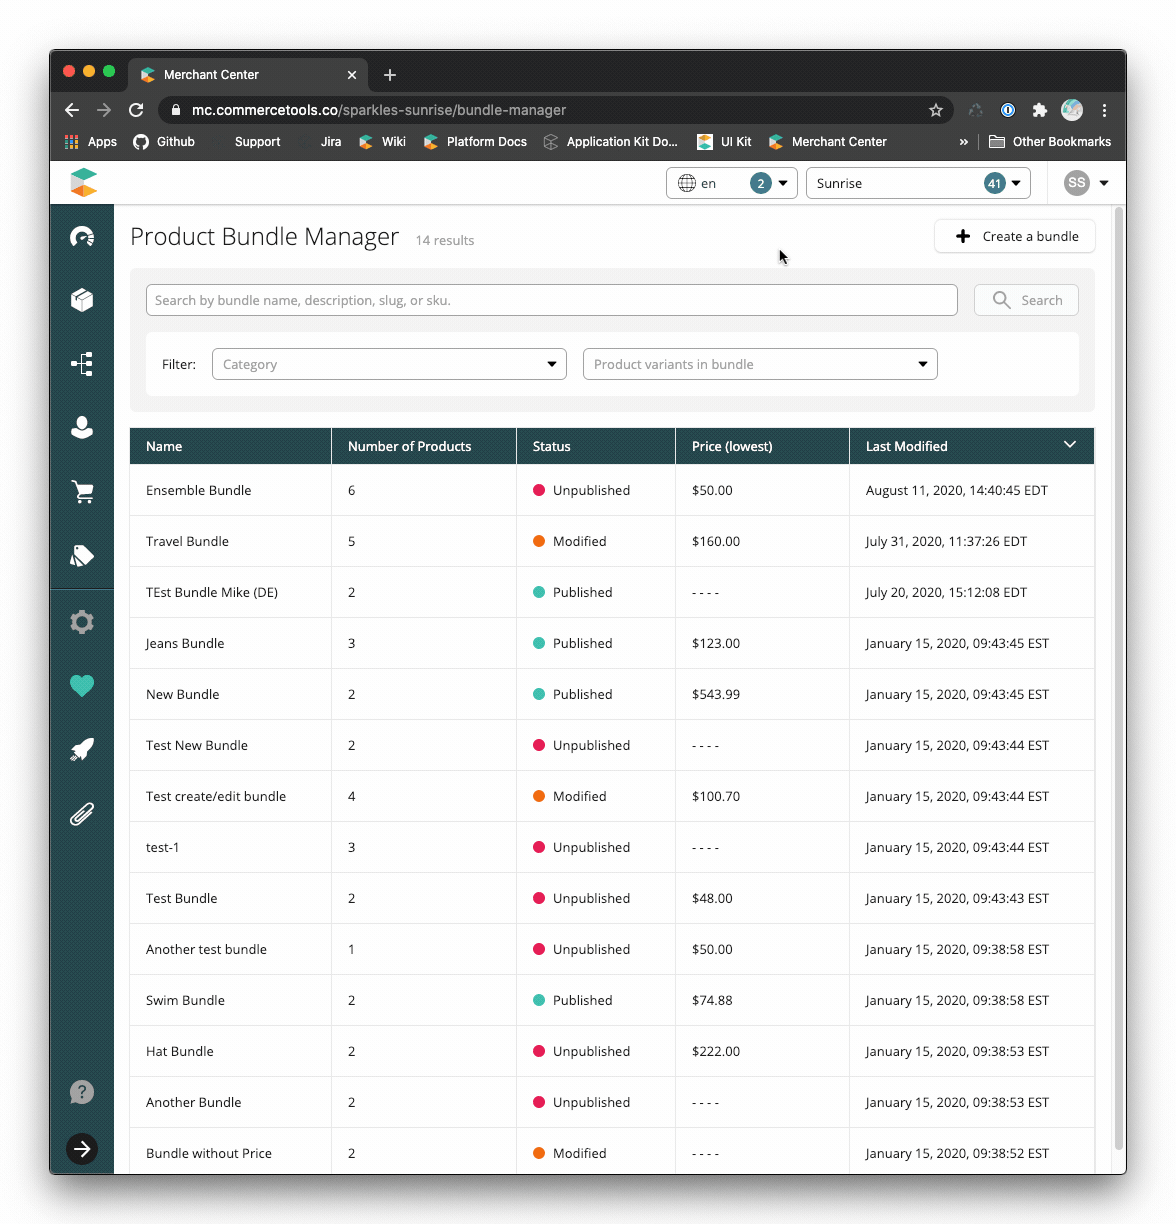 Merchant Center
mc.commercetools.co/sparkles-sunrise/bundle-manager
Apps Github Support Jira Wiki Platform Docs Application Kit Do... UI Kit Merchant Center » Other Bookmarks
en 2 Sunrise 41 SS
Product Bundle Manager 14 results Create a bundle
Search by bundle name, description, slug, or sku. Search
Filter: Category Product variants in bundle
Name Number of Products Status Price (lowest) Last Modified
Ensemble Bundle 6 Unpublished $50.00 August 11, 2020, 14:40:45 EDT
Travel Bundle 5 Modified $160.00 July 31, 2020, 11:37:26 EDT
TEst Bundle Mike (DE) 2 Published - - - - July 20, 2020, 15:12:08 EDT
Jeans Bundle 3 Published $123.00 January 15, 2020, 09:43:45 EST
New Bundle 2 Published $543.99 January 15, 2020, 09:43:45 EST
Test New Bundle 2 Unpublished - - - - January 15, 2020, 09:43:44 EST
Test create/edit bundle 4 Modified $100.70 January 15, 2020, 09:43:44 EST
test-1 3 Unpublished - - - - January 15, 2020, 09:43:44 EST
Test Bundle 2 Unpublished $48.00 January 15, 2020, 09:43:43 EST
Another test bundle 1 Unpublished $50.00 January 15, 2020, 09:38:58 EST
Swim Bundle 2 Published $74.88 January 15, 2020, 09:38:58 EST
Hat Bundle 2 Unpublished $222.00 January 15, 2020, 09:38:53 EST
Another Bundle 2 Unpublished - - - - January 15, 2020, 09:38:53 EST
Bundle without Price 2 Modified - - - - January 15, 2020, 09:38:52 EST